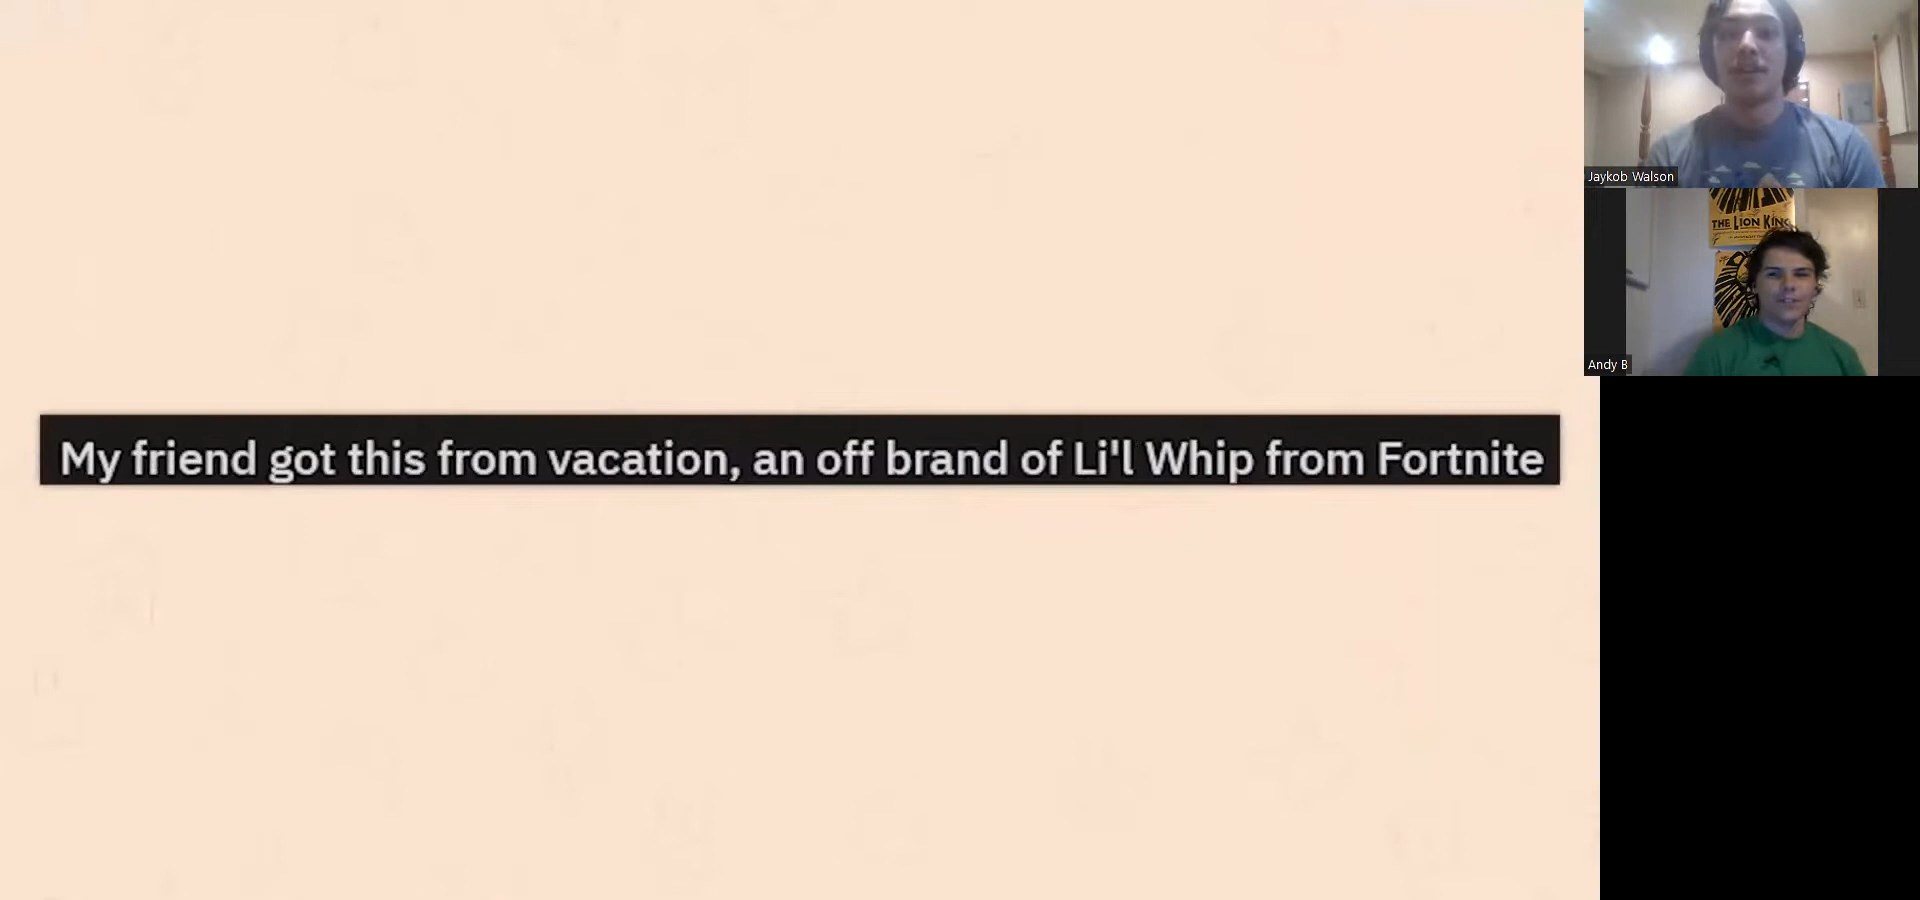 My friend got this from vacation, an off brand of Li'l Whip from Fortnite
Jaykob Walson
THE LION KING
Andy B